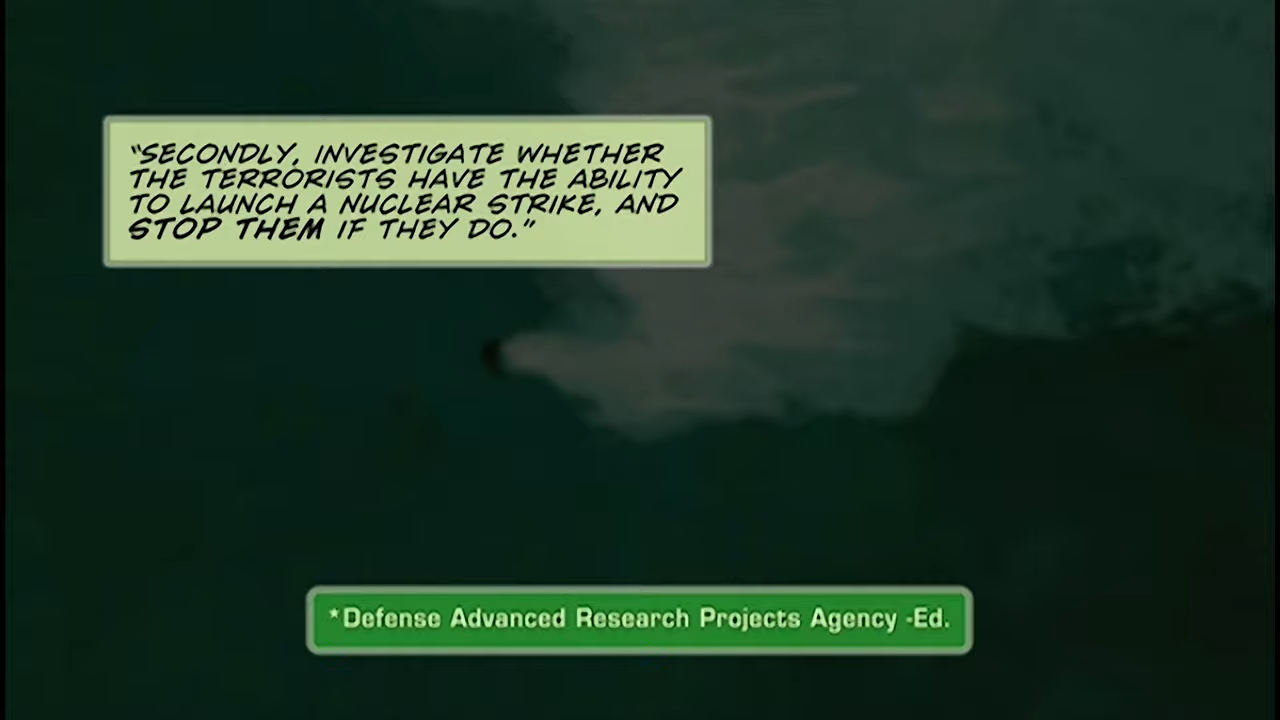 “SECONDLY, INVESTIGATE WHETHER
THE TERRORISTS HAVE THE ABILITY
TO LAUNCH A NUCLEAR STRIKE, AND
STOP THEM IF THEY DO.”
*Defense Advanced Research Projects Agency -Ed.